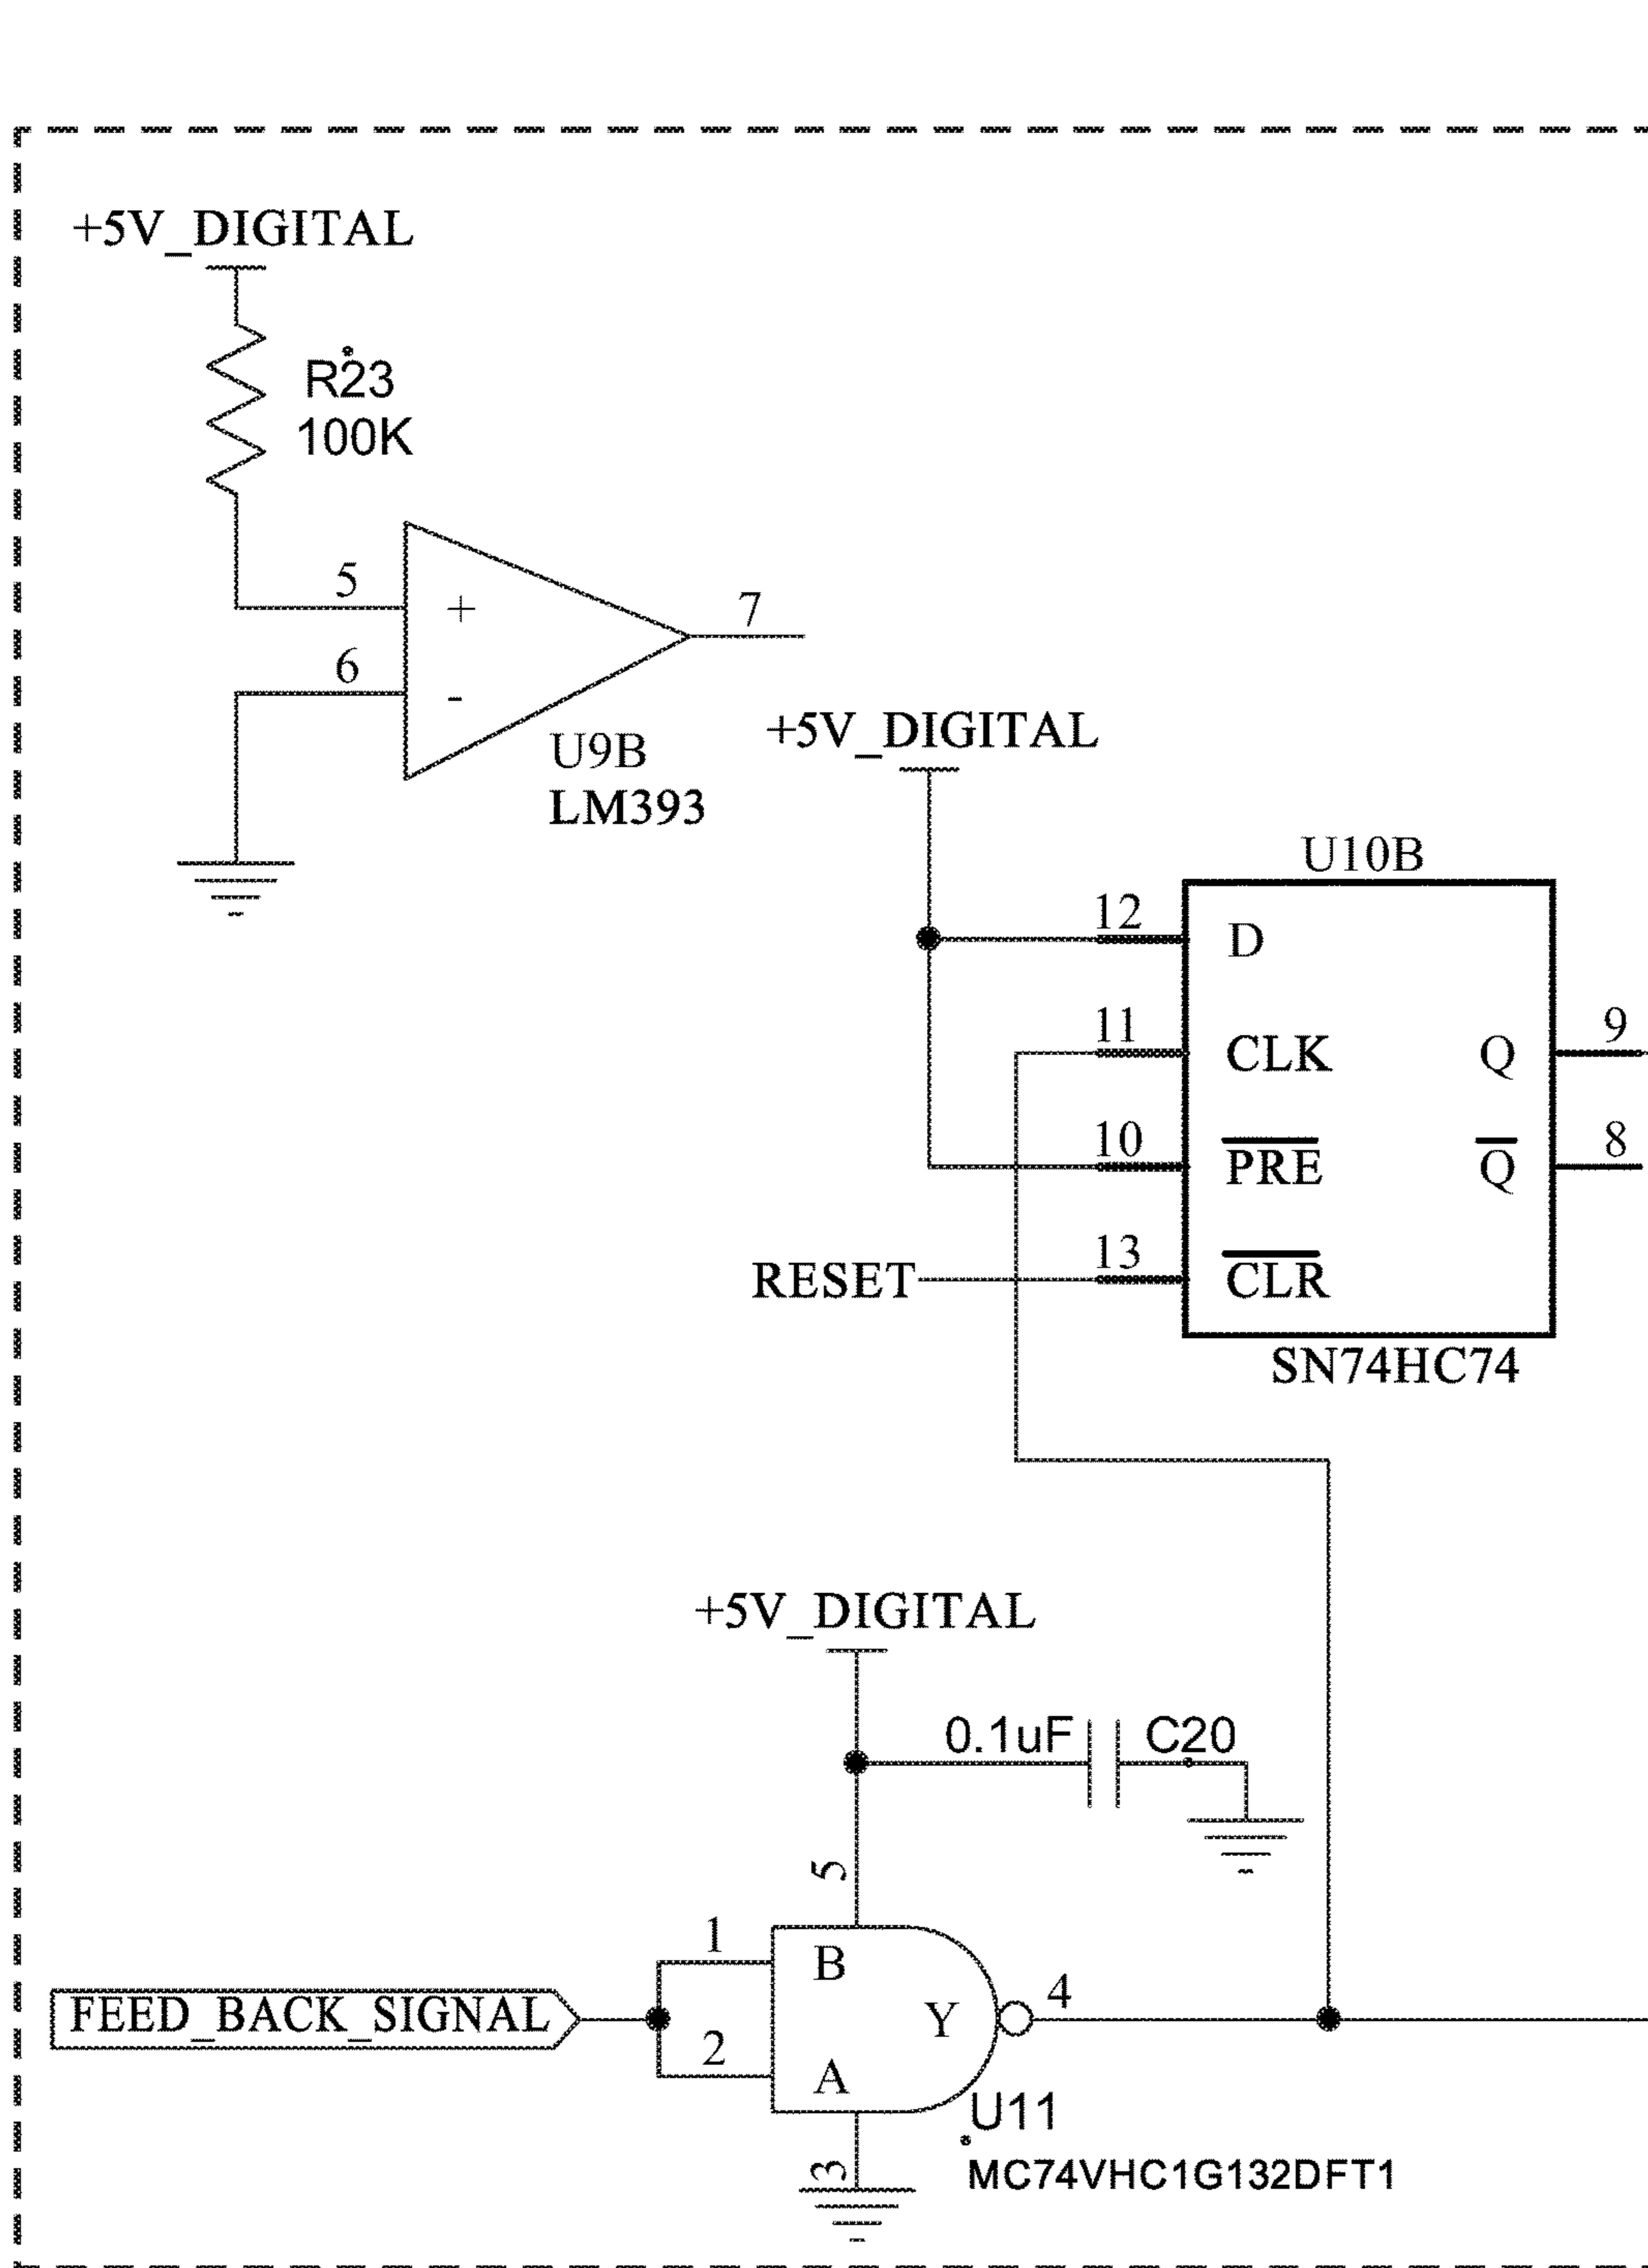 +5V_DIGITAL
R23
100K
5
+
7
6
-
U9B
LM393
+5V_DIGITAL
U10B
12
D
11
CLK
Q
9
10
PRE
Q
8
RESET
13
CLR
SN74HC74
+5V_DIGITAL
0.1uF
C20
5
1
B
FEED_BACK_SIGNAL
Y
4
2
A
U11
3
MC74VHC1G132DFT1